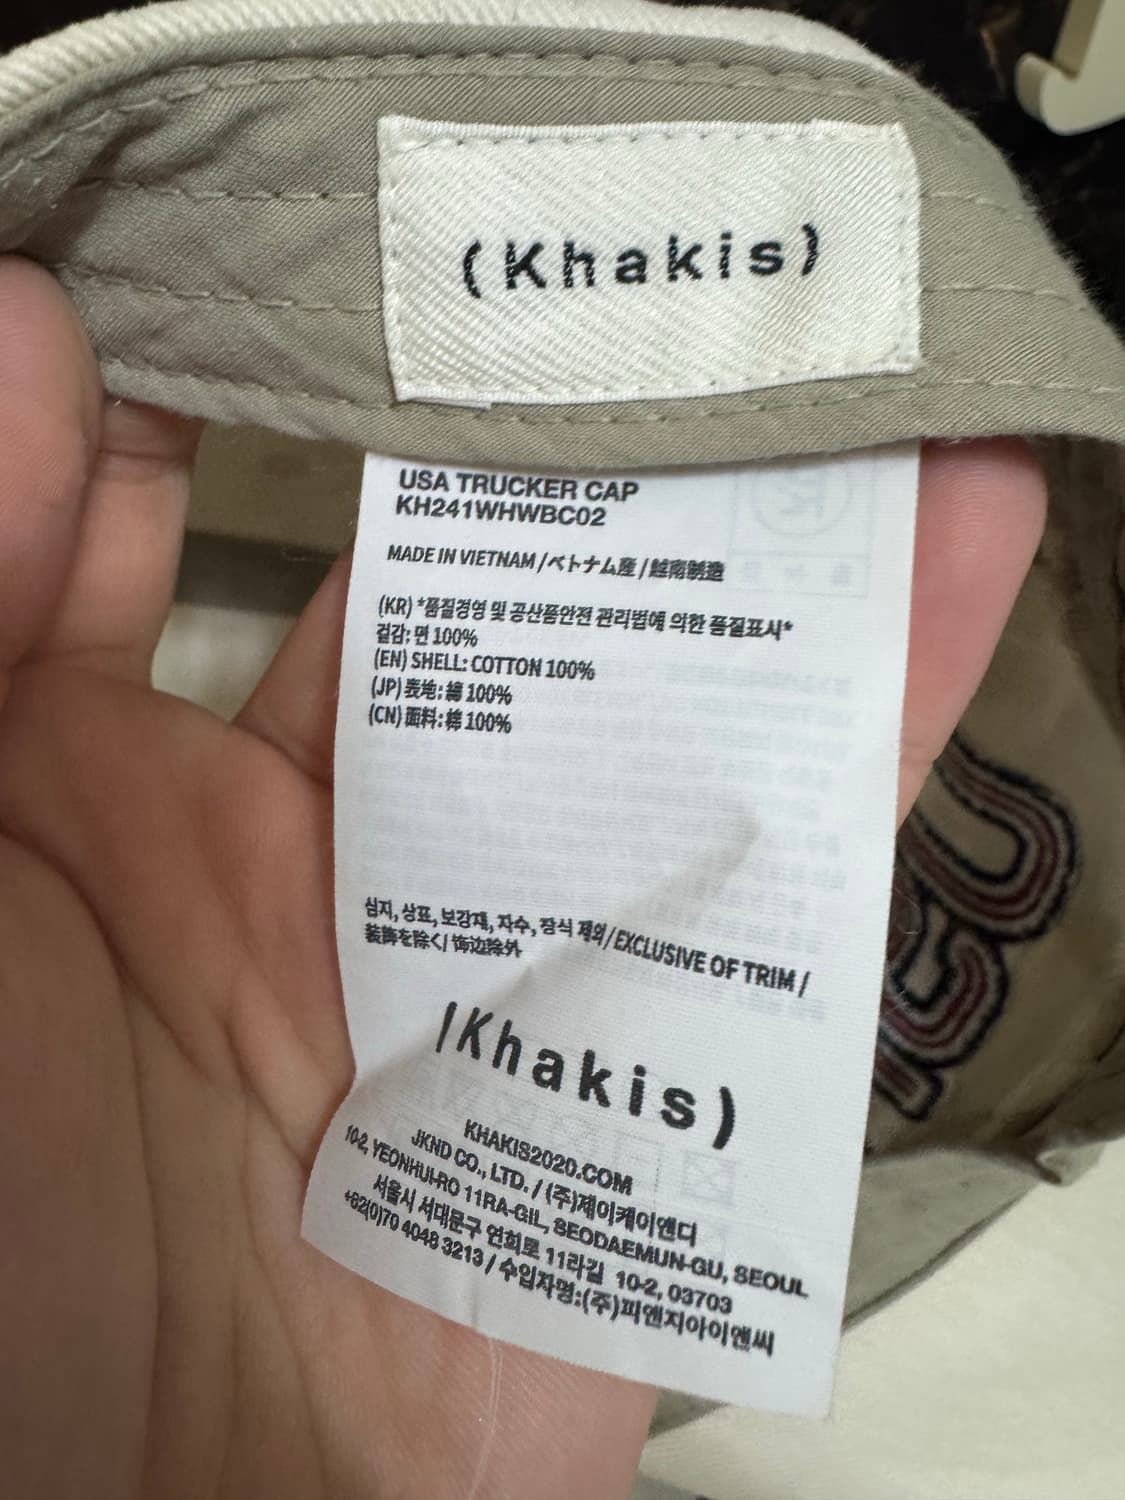 (Khakis)
USA TRUCKER CAP
KH241WHWBC02
MADE IN VIETNAM / ベトナム産 / 越南制造
(KR) *품질경영 및 공산품안전 관리법에 의한 품질표시*
겉감: 면 100%
(EN) SHELL: COTTON 100%
(JP) 表地: 綿 100%
(CN) 面料: 棉 100%
심지, 상표, 보강재, 자수, 장식 제외 / EXCLUSIVE OF TRIM /
装飾を除く/ 饰边除外
(Khakis)
KHAKIS2020.COM
JKND CO., LTD. / (주)제이케이앤디
10-2, YEONHUI-RO 11RA-GIL, SEODAEMUN-GU, SEOUL
서울시 서대문구 연희로 11라길 10-2, 03703
+82(0)70 4048 3213 / 수입자명:(주)피앤지아이앤씨